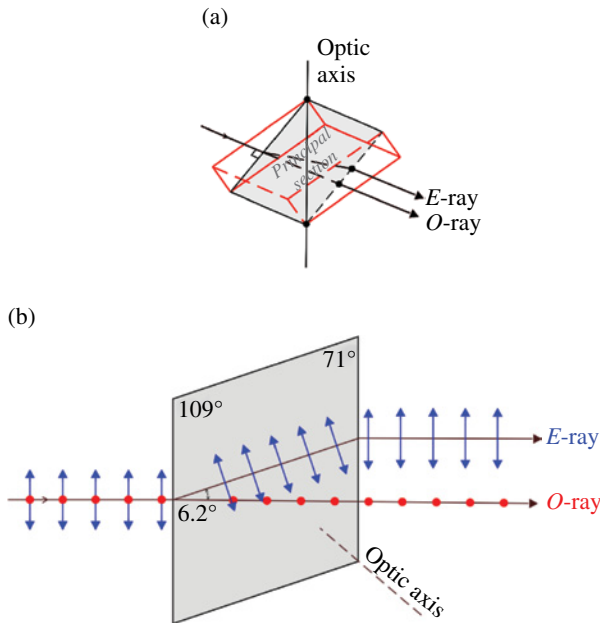 (a)
Optic
axis
Principal
section
E-ray
O-ray
(b)
71°
109°
E-ray
6.2°
O-ray
Optic axis